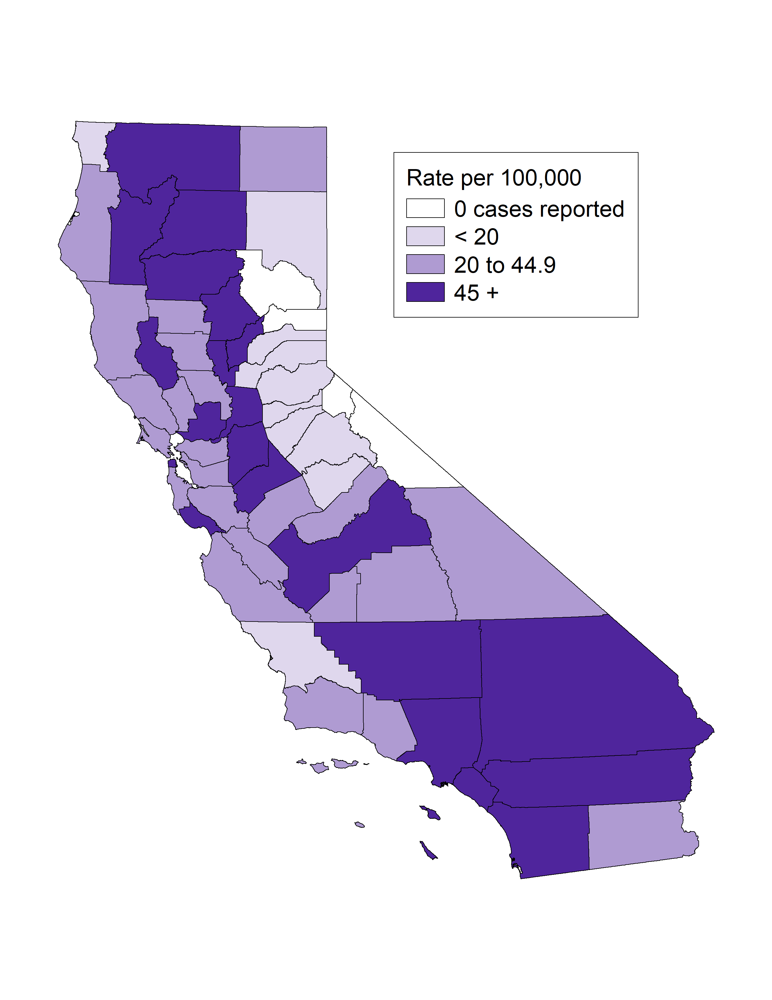 Rate per 100,000
0 cases reported
< 20
20 to 44.9
45 +